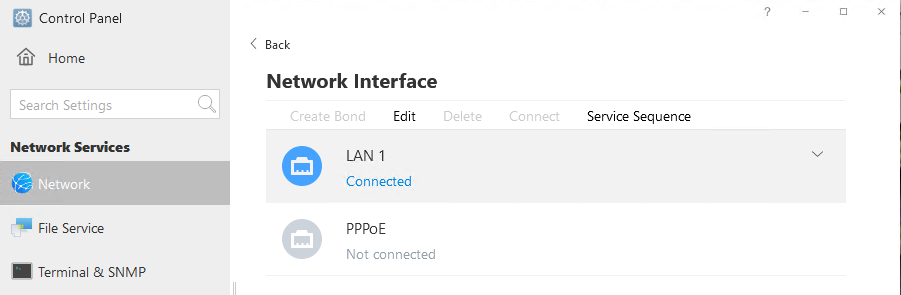 Control Panel
Home
Search Settings
Network Services
Network
File Service
Terminal & SNMP
?
Back
Network Interface
Create Bond Edit Delete Connect Service Sequence
LAN 1
Connected
PPPoE
Not connected